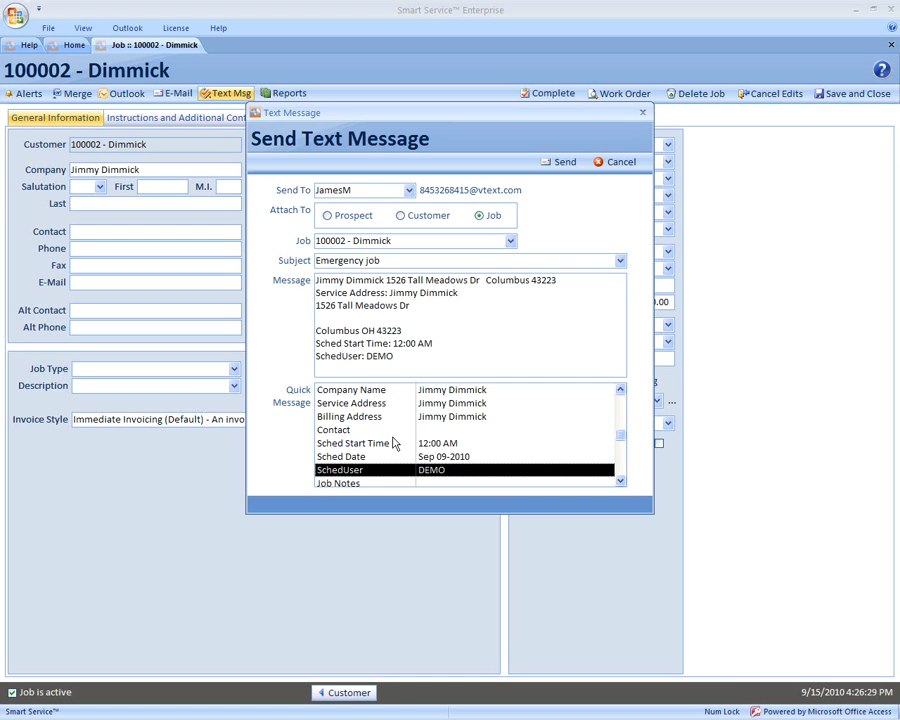 Smart Service™ Enterprise
File View Outlook License Help
Help Home Job :: 100002 - Dimmick
100002 - Dimmick
Alerts Merge Outlook E-Mail Text Msg Reports Complete Work Order Delete Job Cancel Edits Save and Close
General Information Instructions and Additional Cont
Customer 100002 - Dimmick
Company Jimmy Dimmick
Salutation First M.I.
Last
Contact
Phone
Fax
E-Mail
Alt Contact
Alt Phone
Job Type
Description
Invoice Style Immediate Invoicing (Default) - An invo
Text Message
Send Text Message
Send Cancel
Send To JamesM 8453268415@vtext.com
Attach To Prospect Customer Job
Job 100002 - Dimmick
Subject Emergency job
Message Jimmy Dimmick 1526 Tall Meadows Dr Columbus 43223
Service Address: Jimmy Dimmick
1526 Tall Meadows Dr
Columbus OH 43223
Sched Start Time: 12:00 AM
SchedUser: DEMO
Quick Message
Company Name Jimmy Dimmick
Service Address Jimmy Dimmick
Billing Address Jimmy Dimmick
Contact
Sched Start Time 12:00 AM
Sched Date Sep 09-2010
SchedUser DEMO
Job Notes
0.00
...
Job is active Customer 9/15/2010 4:26:29 PM
Smart Service™ Num Lock Powered by Microsoft Office Access